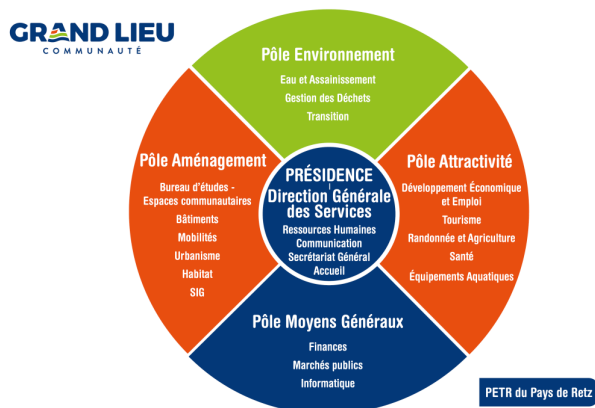 GRAND LIEU
COMMUNAUTÉ
Pôle Environnement
Eau et Assainissement
Gestion des Déchets
Transition
Pôle Aménagement
Bureau d'études -
Espaces communautaires
Bâtiments
Mobilités
Urbanisme
Habitat
SIG
PRÉSIDENCE
Direction Générale
des Services
Ressources Humaines
Communication
Secrétariat Général
Accueil
Pôle Attractivité
Développement Économique
et Emploi
Tourisme
Randonnée et Agriculture
Santé
Équipements Aquatiques
Pôle Moyens Généraux
Finances
Marchés publics
Informatique
PETR du Pays de Retz